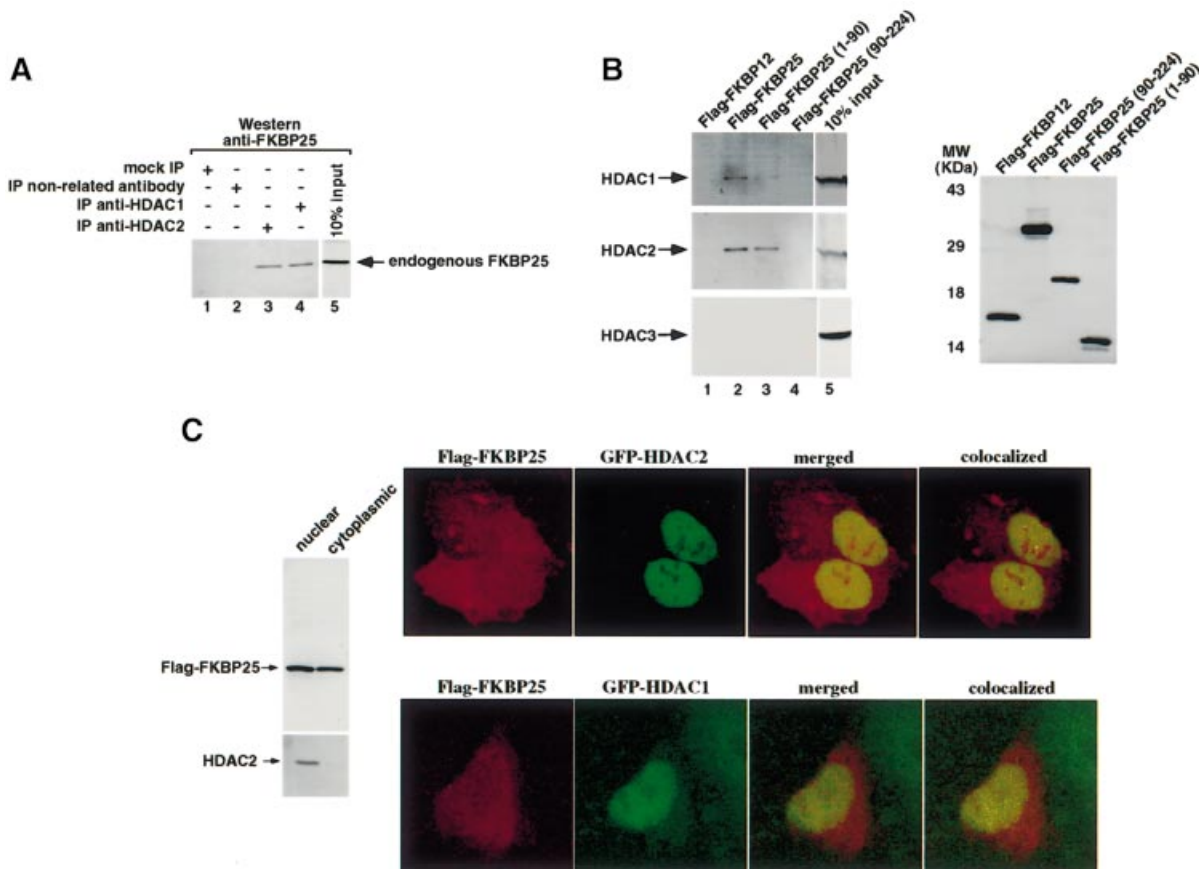 A
Western
anti-FKBP25
mock IP + - - -
IP non-related antibody - + - -
IP anti-HDAC1 - - - +
IP anti-HDAC2 - - + -
10% input
endogenous FKBP25
1 2 3 4 5
B
Flag-FKBP12
Flag-FKBP25
Flag-FKBP25 (1-90)
Flag-FKBP25 (90-224)
10% input
HDAC1
HDAC2
HDAC3
1 2 3 4 5
Flag-FKBP12
Flag-FKBP25
Flag-FKBP25 (90-224)
Flag-FKBP25 (1-90)
MW
(KDa)
43
29
18
14
C
nuclear
cytoplasmic
Flag-FKBP25
HDAC2
Flag-FKBP25 GFP-HDAC2 merged colocalized
Flag-FKBP25 GFP-HDAC1 merged colocalized